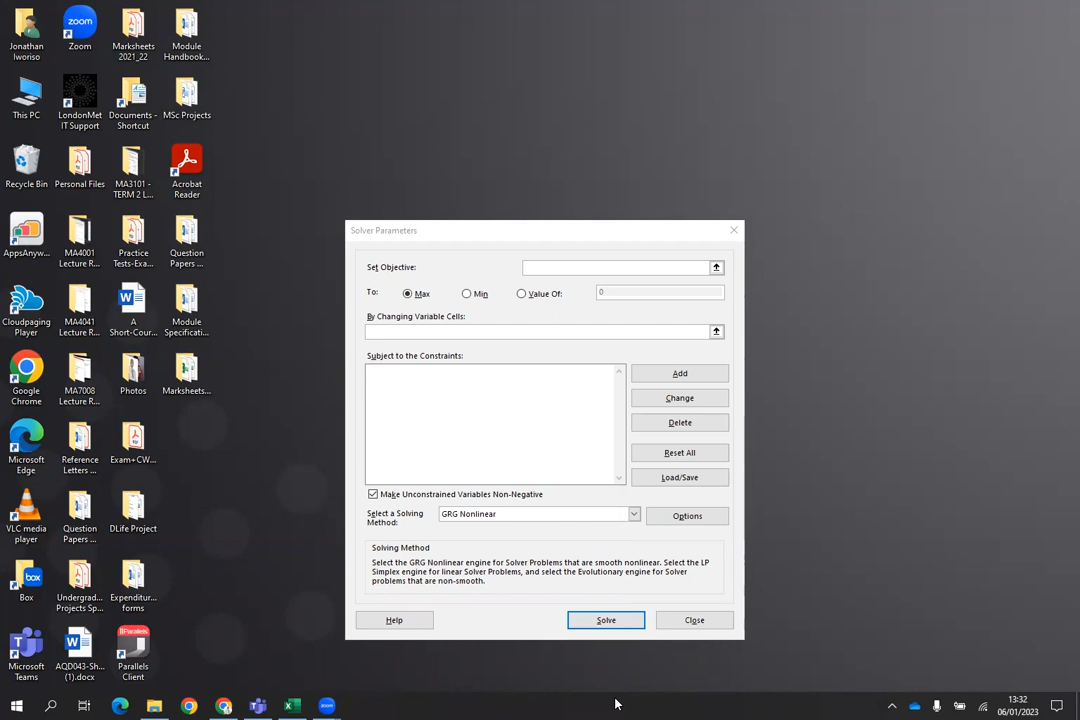 Jonathan Iworiso
Zoom
Marksheets 2021_22
Module Handbook...
This PC
LondonMet IT Support
Documents - Shortcut
MSc Projects
Recycle Bin
Personal Files
MA3101 - TERM 2 L...
Acrobat Reader
AppsAnyw...
MA4001 Lecture R...
Practice Tests-Exa...
Question Papers ...
Cloudpaging Player
MA4041 Lecture R...
A Short-Cour...
Module Specificati...
Google Chrome
MA7008 Lecture R...
Photos
Marksheets...
Microsoft Edge
Reference Letters ...
Exam+CW...
VLC media player
Question Papers ...
DLife Project
Box
Undergrad... Projects Sp...
Expenditur... forms
Microsoft Teams
AQD043-Sh... (1).docx
Parallels Client
Solver Parameters
Set Objective:
To:
Max
Min
Value Of:
0
By Changing Variable Cells:
Subject to the Constraints:
Add
Change
Delete
Reset All
Load/Save
Make Unconstrained Variables Non-Negative
Select a Solving Method:
GRG Nonlinear
Options
Solving Method
Select the GRG Nonlinear engine for Solver Problems that are smooth nonlinear. Select the LP
Simplex engine for linear Solver Problems, and select the Evolutionary engine for Solver
problems that are non-smooth.
Help
Solve
Close
13:32
06/01/2023